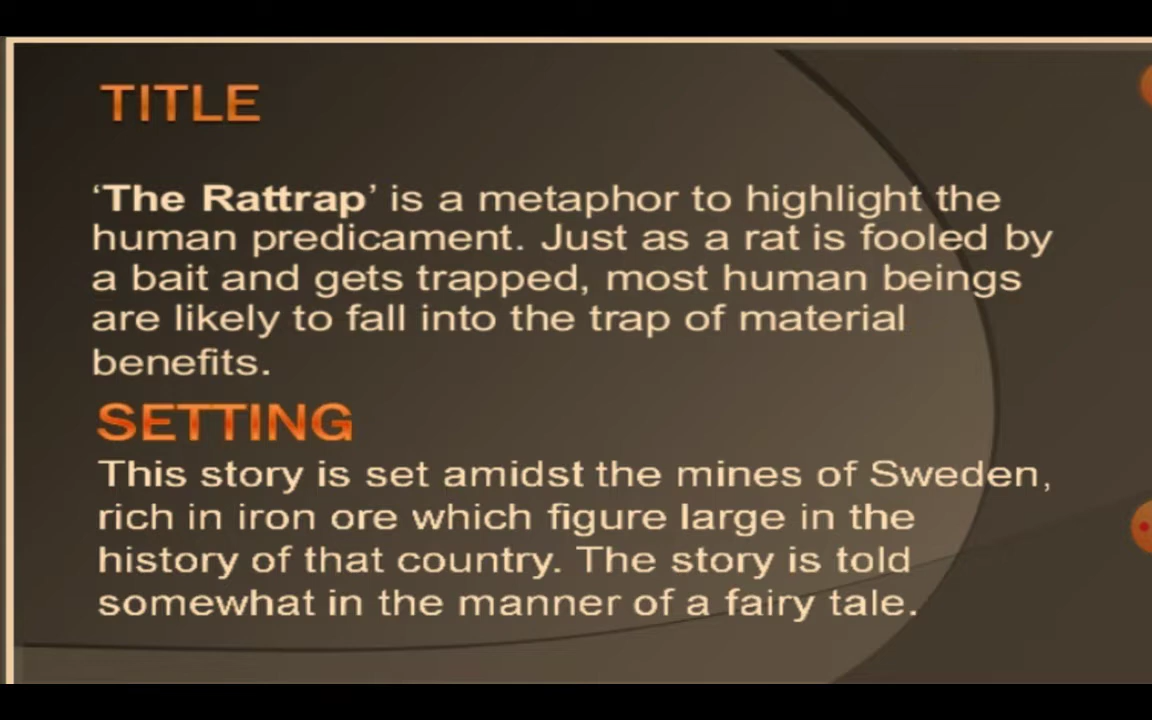 TITLE
‘The Rattrap’ is a metaphor to highlight the
human predicament. Just as a rat is fooled by
a bait and gets trapped, most human beings
are likely to fall into the trap of material
benefits.
SETTING
This story is set amidst the mines of Sweden,
rich in iron ore which figure large in the
history of that country. The story is told
somewhat in the manner of a fairy tale.